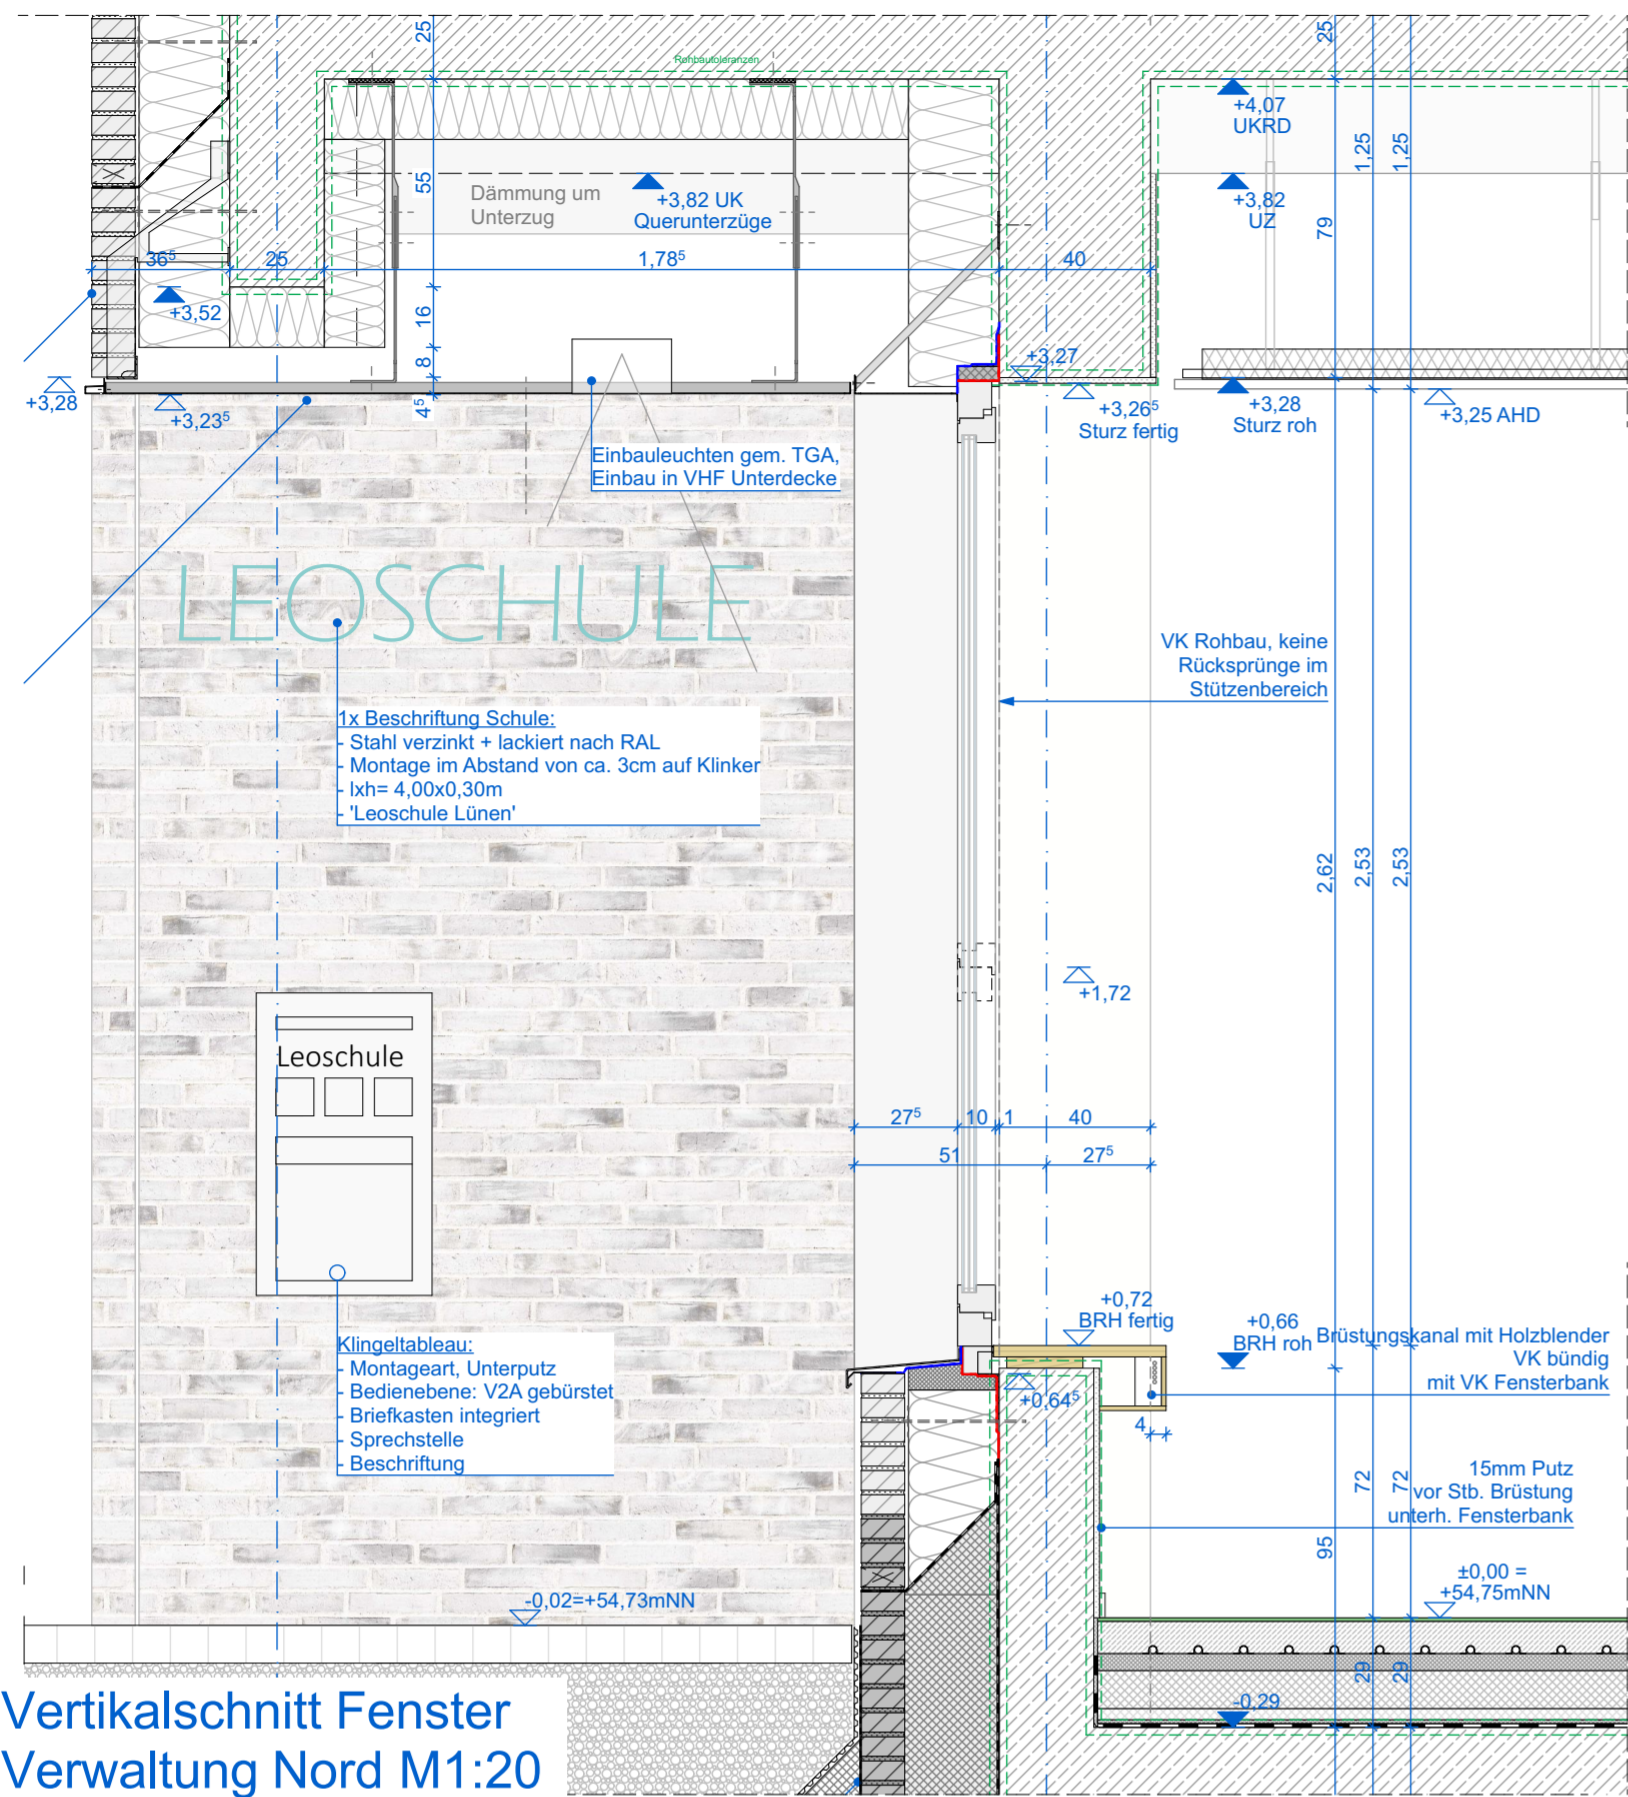 25
25
Rohbautoleranzen
+4,07
UKRD
1,25
1,25
55
Dämmung um
Unterzug
+3,82 UK
Querunterzüge
+3,82
UZ
79
36⁵
25
1,78⁵
40
+3,52
16
8
4⁵
+3,27
+3,28
+3,23⁵
+3,26⁵
Sturz fertig
+3,28
Sturz roh
+3,25 AHD
Einbauleuchten gem. TGA,
Einbau in VHF Unterdecke
LEOSCHULE
VK Rohbau, keine
Rücksprünge im
Stützenbereich
1x Beschriftung Schule:
- Stahl verzinkt + lackiert nach RAL
- Montage im Abstand von ca. 3cm auf Klinker
- lxh= 4,00x0,30m
- 'Leoschule Lünen'
2,62
2,53
2,53
+1,72
Leoschule
27⁵
10
1
40
51
27⁵
+0,72
BRH fertig
+0,66
BRH roh
Brüstungskanal mit Holzblender
VK bündig
mit VK Fensterbank
Klingeltableau:
- Montageart, Unterputz
- Bedienebene: V2A gebürstet
- Briefkasten integriert
- Sprechstelle
- Beschriftung
+0,64⁵
4
72
72
15mm Putz
vor Stb. Brüstung
unterh. Fensterbank
95
±0,00 =
+54,75mNN
-0,02=+54,73mNN
29
29
-0,29
Vertikalschnitt Fenster
Verwaltung Nord M1:20